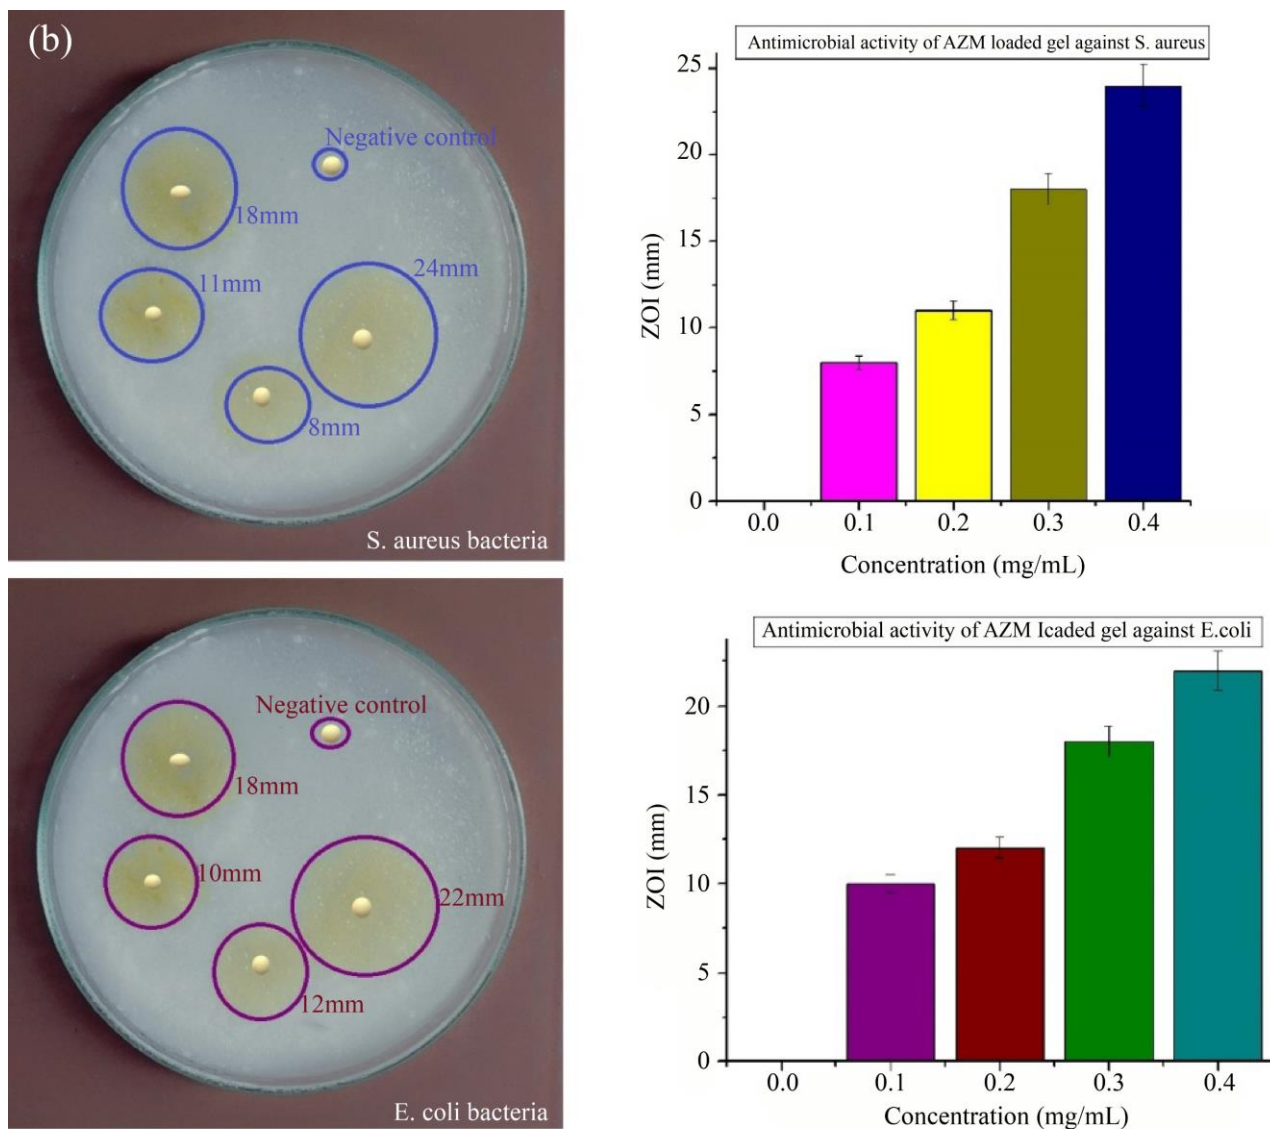 (b)
Negative control
18mm
11mm
24mm
8mm
S. aureus bacteria
Antimicrobial activity of AZM loaded gel against S. aureus
25
20
15
10
5
0
ZOI (mm)
0.0 0.1 0.2 0.3 0.4
Concentration (mg/mL)
Negative control
18mm
10mm
22mm
12mm
E. coli bacteria
Antimicrobial activity of AZM Icaded gel against E.coli
20
15
10
5
0
ZOI (mm)
0.0 0.1 0.2 0.3 0.4
Concentration (mg/mL)